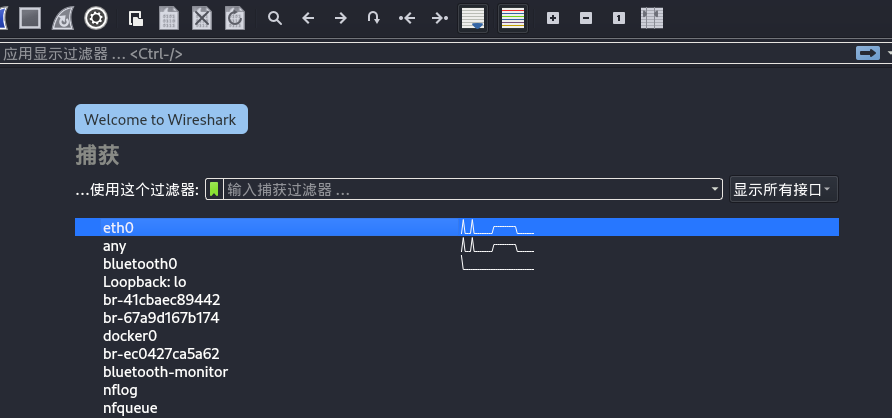 应用显示过滤器 … <Ctrl-/>
Welcome to Wireshark
捕获
…使用这个过滤器: 输入捕获过滤器 … 显示所有接口
eth0
any
bluetooth0
Loopback: lo
br-41cbaec89442
br-67a9d167b174
docker0
br-ec0427ca5a62
bluetooth-monitor
nflog
nfqueue